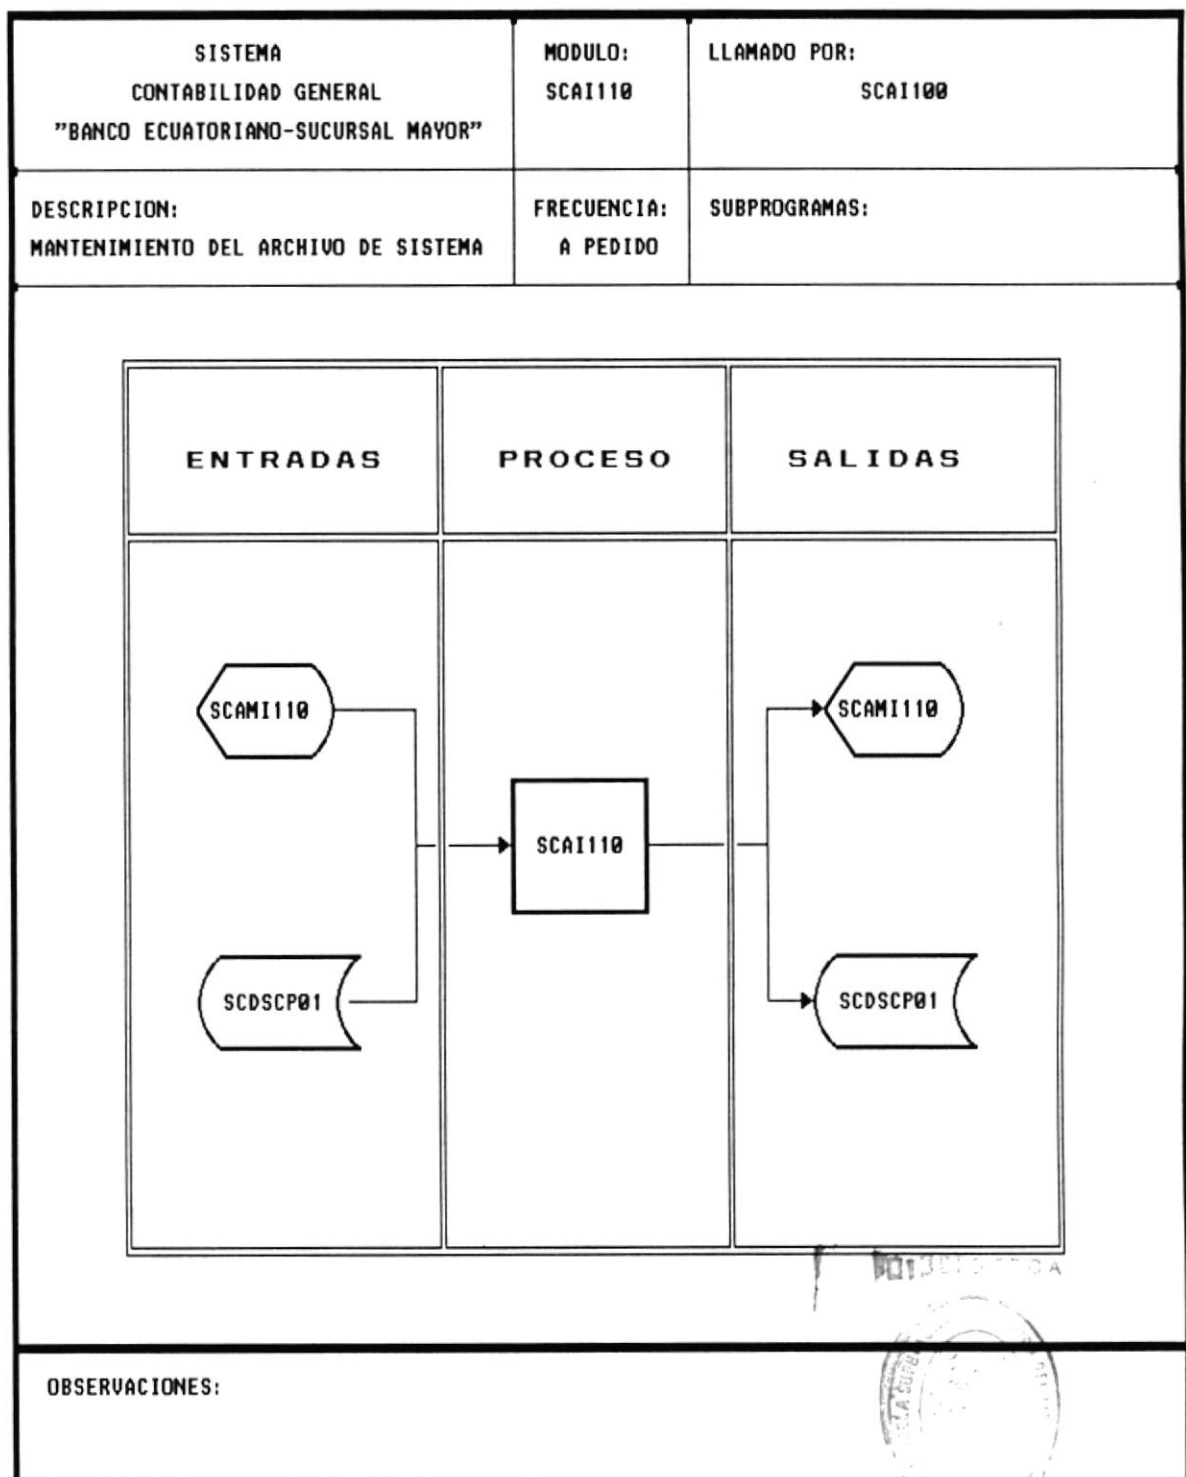 SISTEMA
CONTABILIDAD GENERAL
"BANCO ECUATORIANO-SUCURSAL MAYOR"
MODULO:
SCAI110
LLAMADO POR:
SCAI100
DESCRIPCION:
MANTENIMIENTO DEL ARCHIVO DE SISTEMA
FRECUENCIA:
A PEDIDO
SUBPROGRAMAS:
ENTRADAS
PROCESO
SALIDAS
SCAMI110
SCAMI110
SCAI110
SCDSCP01
SCDSCP01
OBSERVACIONES: